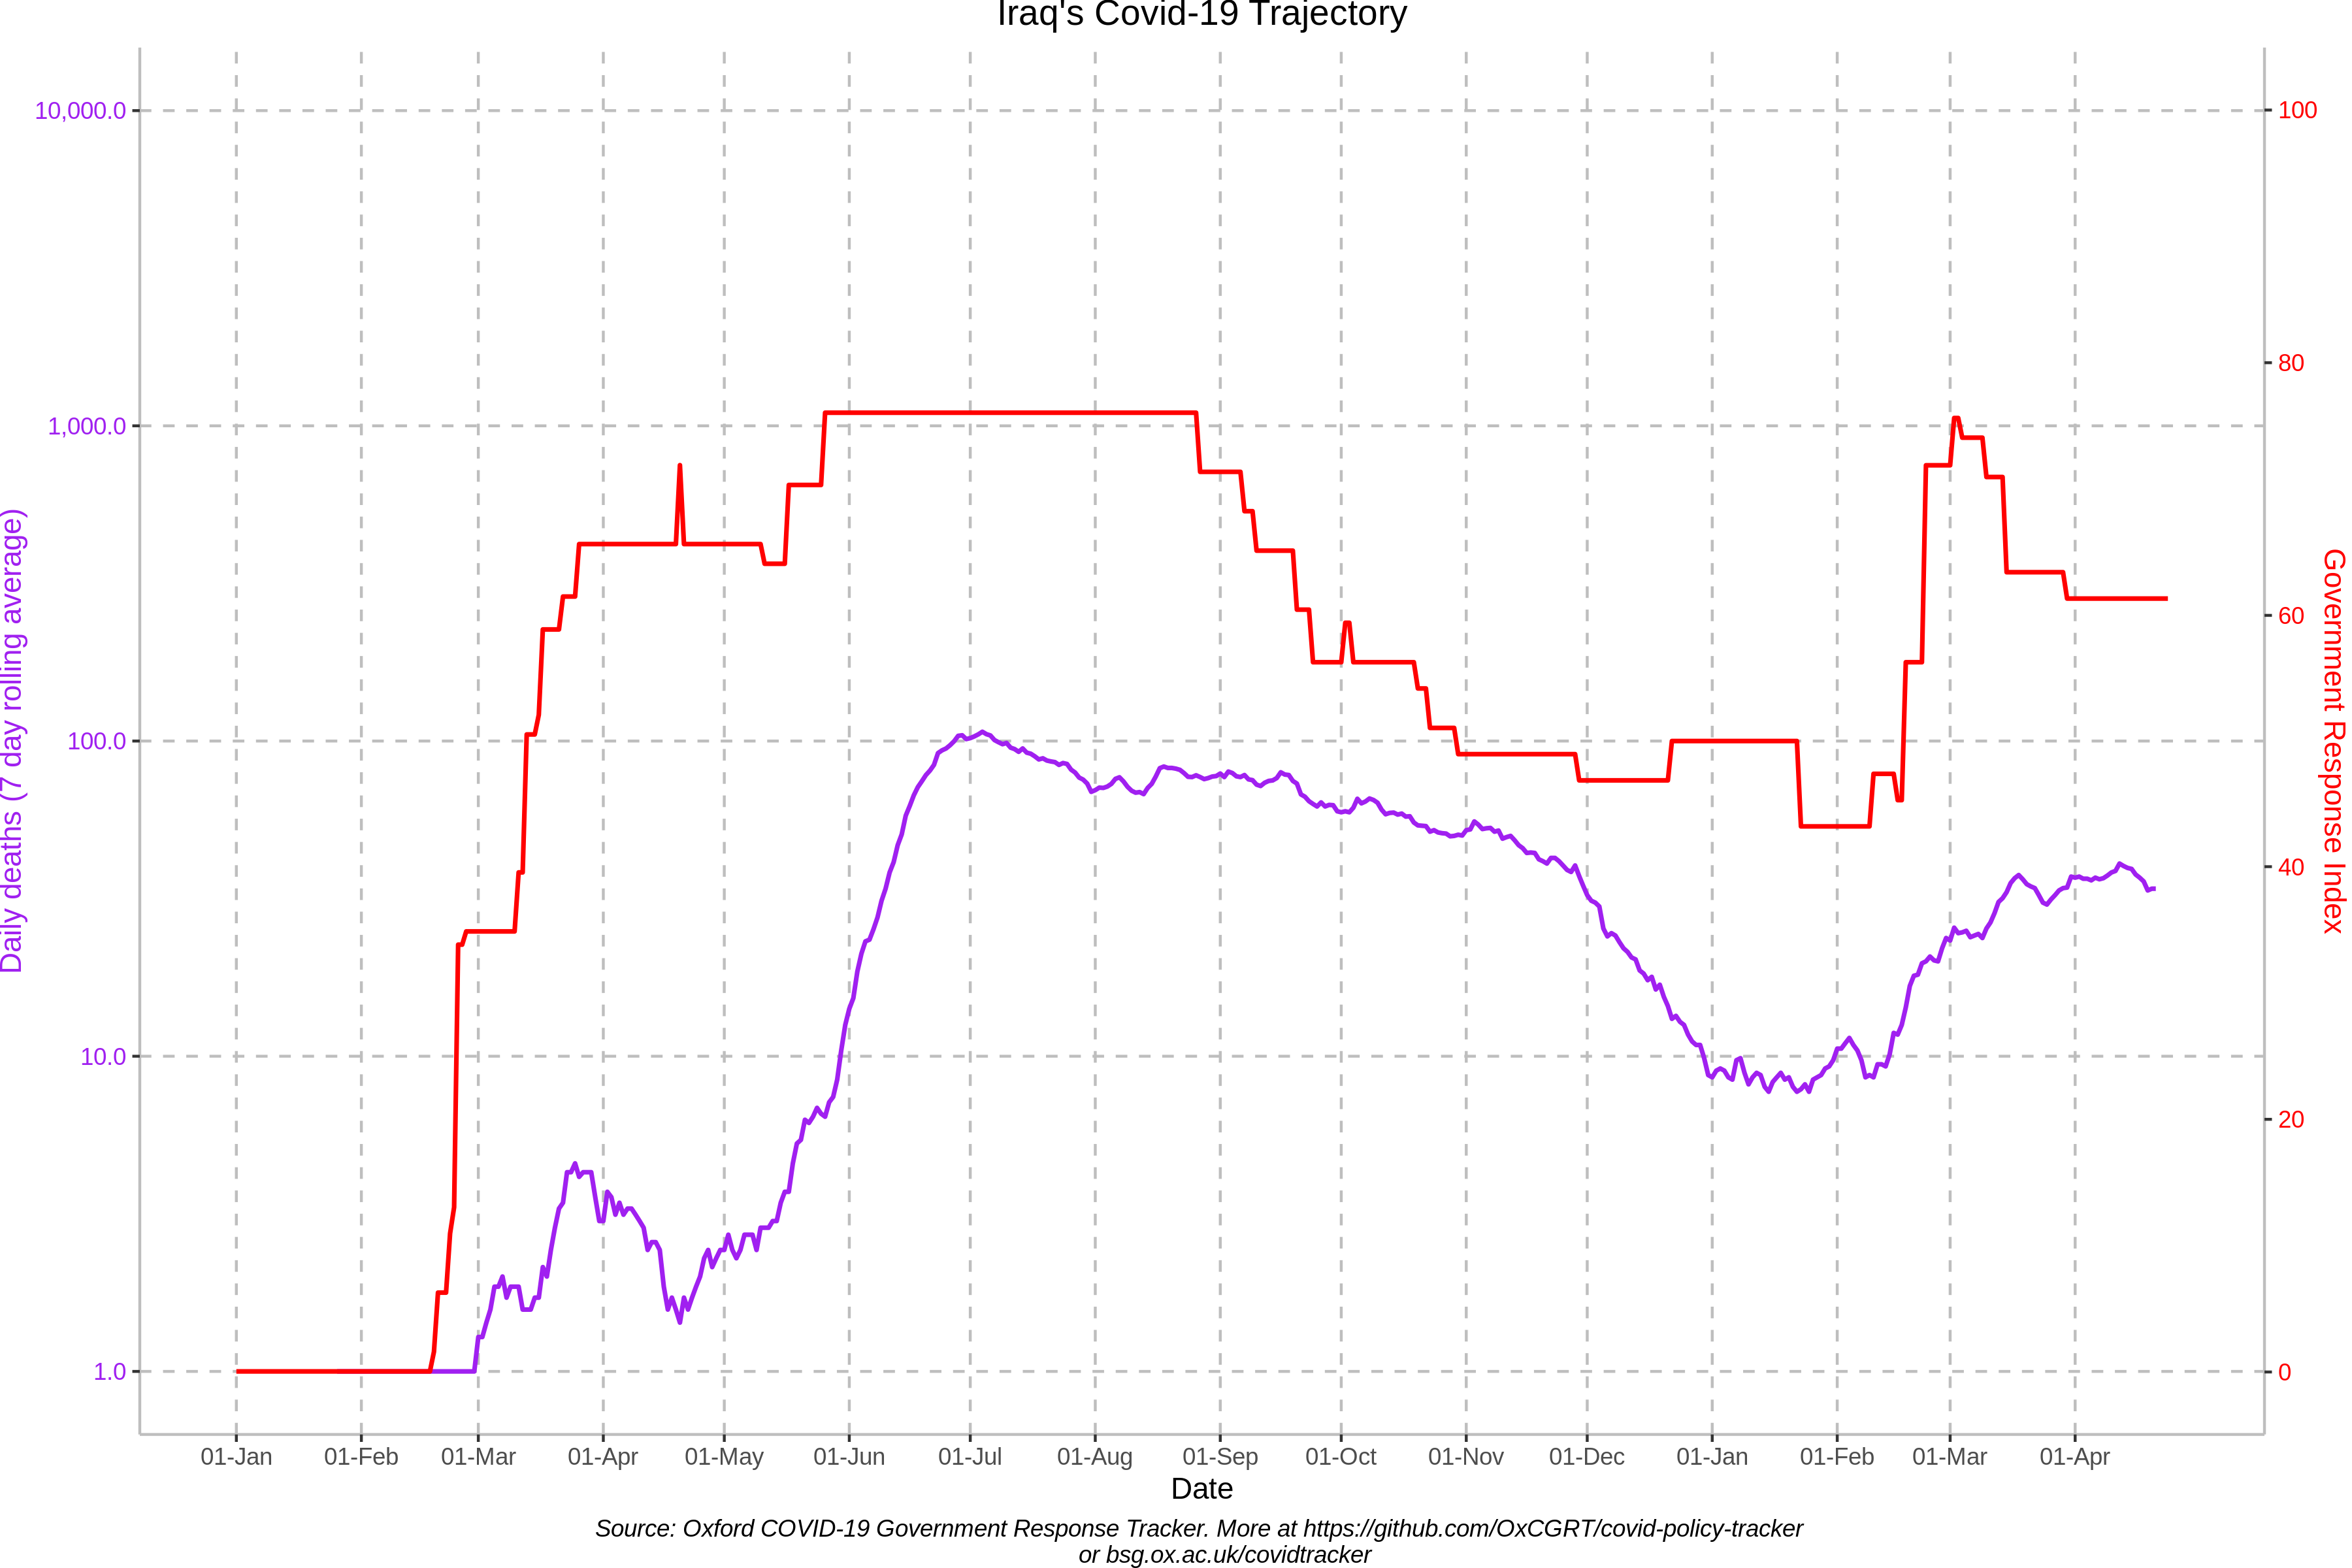 Iraq's Covid-19 Trajectory
10,000.0
1,000.0
100.0
10.0
1.0
Daily deaths (7 day rolling average)
100
80
60
40
20
0
Government Response Index
01-Jan 01-Feb 01-Mar 01-Apr 01-May 01-Jun 01-Jul 01-Aug 01-Sep 01-Oct 01-Nov 01-Dec 01-Jan 01-Feb 01-Mar 01-Apr
Date
Source: Oxford COVID-19 Government Response Tracker. More at https://github.com/OxCGRT/covid-policy-tracker
or bsg.ox.ac.uk/covidtracker